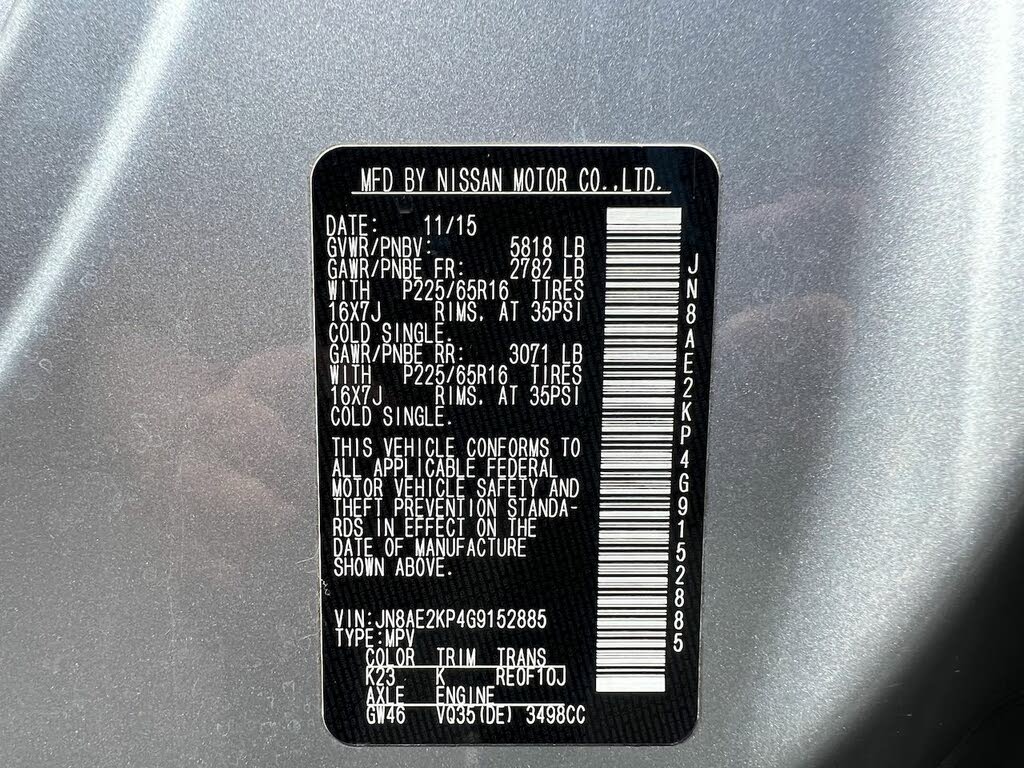 MFD BY NISSAN MOTOR CO.,LTD.
DATE: 11/15
GVWR/PNBV: 5818 LB
GAWR/PNBE FR: 2782 LB
WITH P225/65R16 TIRES
16X7J RIMS, AT 35PSI
COLD SINGLE.
GAWR/PNBE RR: 3071 LB
WITH P225/65R16 TIRES
16X7J RIMS, AT 35PSI
COLD SINGLE.
THIS VEHICLE CONFORMS TO
ALL APPLICABLE FEDERAL
MOTOR VEHICLE SAFETY AND
THEFT PREVENTION STANDA-
RDS IN EFFECT ON THE
DATE OF MANUFACTURE
SHOWN ABOVE.
VIN:JN8AE2KP4G9152885
TYPE:MPV
COLOR TRIM TRANS
K23 K RE0F10J
AXLE ENGINE
GW46 VQ35(DE) 3498CC
JN8AE2KP4G9152885